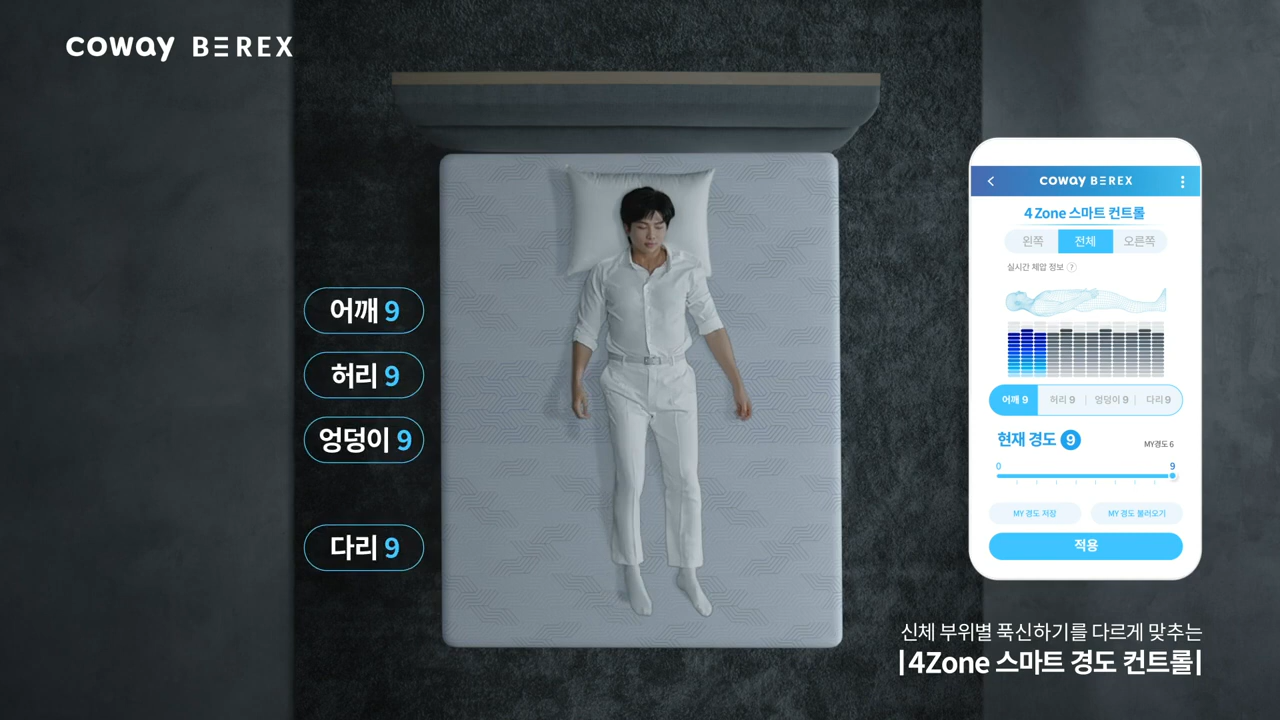 coway BEREX
어깨 9
허리 9
엉덩이 9
다리 9
coway BEREX
4 Zone 스마트 컨트롤
왼쪽 전체 오른쪽
실시간 체압 정보 ?
어깨 9 허리 9 엉덩이 9 다리 9
현재 경도 9 MY경도 6
0 9
MY 경도 저장 MY 경도 불러오기
적용
신체 부위별 푹신하기를 다르게 맞추는
|4Zone 스마트 경도 컨트롤|